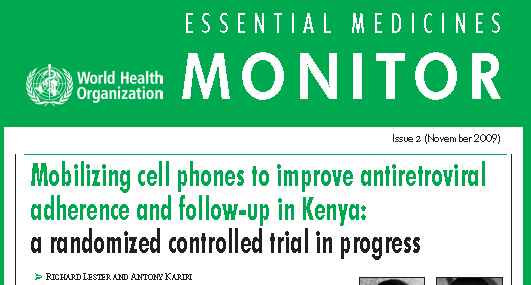 ESSENTIAL MEDICINES
MONITOR
World Health
Organization
Issue 2 (November 2009)
Mobilizing cell phones to improve antiretroviral
adherence and follow-up in Kenya:
a randomized controlled trial in progress
➢ RICHARD LESTER AND ANTONY KARIRI